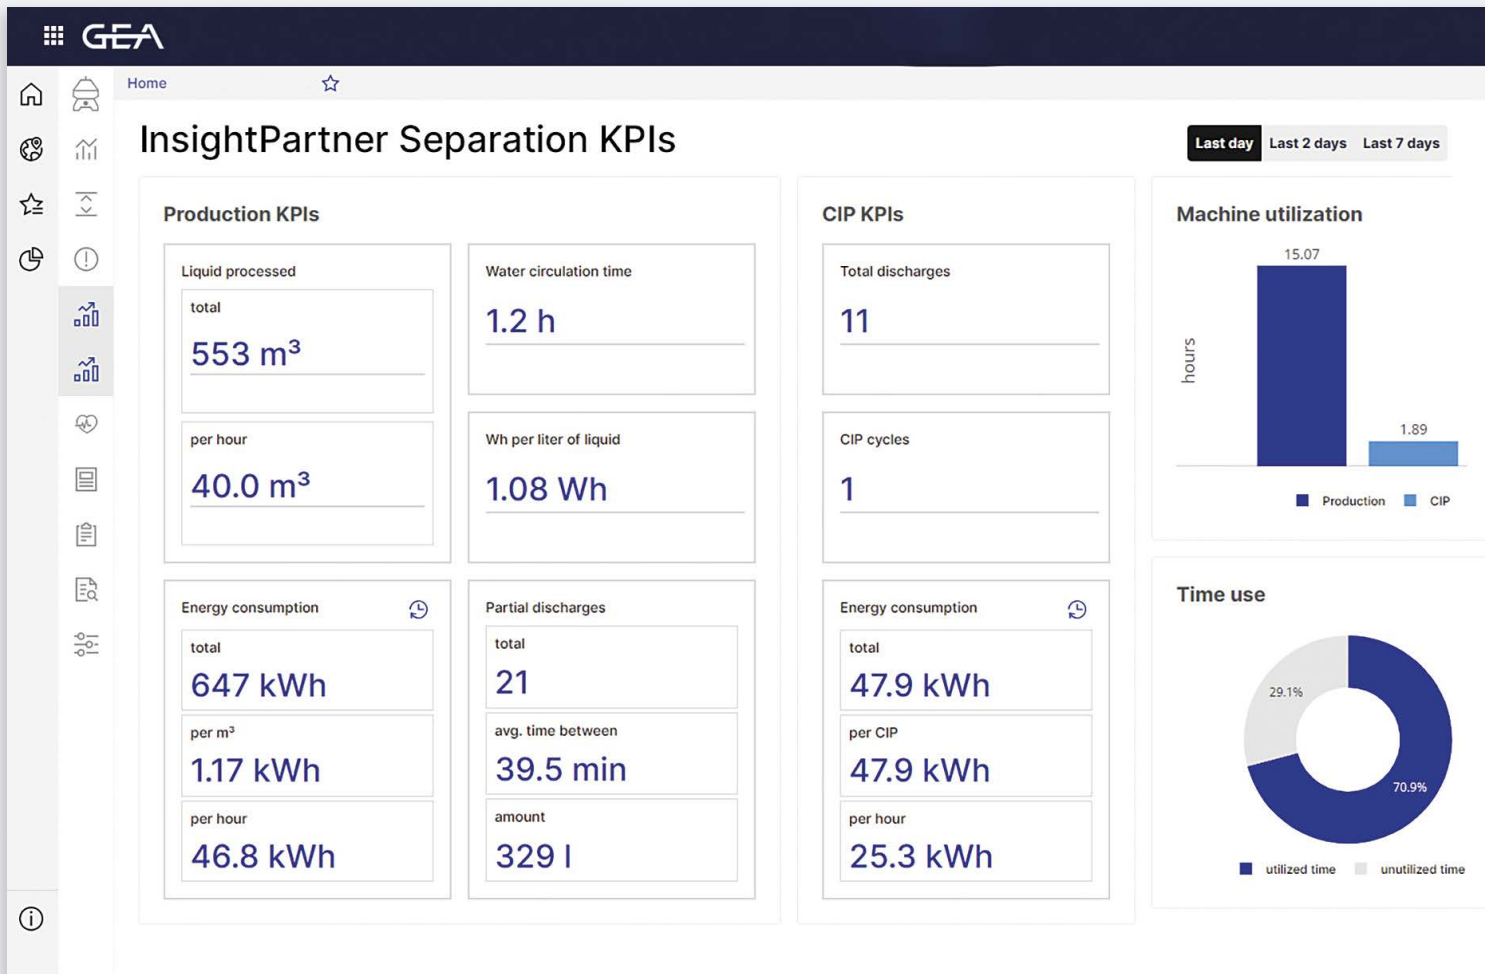 GEA
Home
InsightPartner Separation KPIs
Last day Last 2 days Last 7 days
Production KPIs
Liquid processed
total
553 m³
per hour
40.0 m³
Water circulation time
1.2 h
Wh per liter of liquid
1.08 Wh
Energy consumption
total
647 kWh
per m³
1.17 kWh
per hour
46.8 kWh
Partial discharges
total
21
avg. time between
39.5 min
amount
329 l
CIP KPIs
Total discharges
11
CIP cycles
1
Energy consumption
total
47.9 kWh
per CIP
47.9 kWh
per hour
25.3 kWh
Machine utilization
15.07
hours
1.89
Production CIP
Time use
29.1%
70.9%
utilized time unutilized time